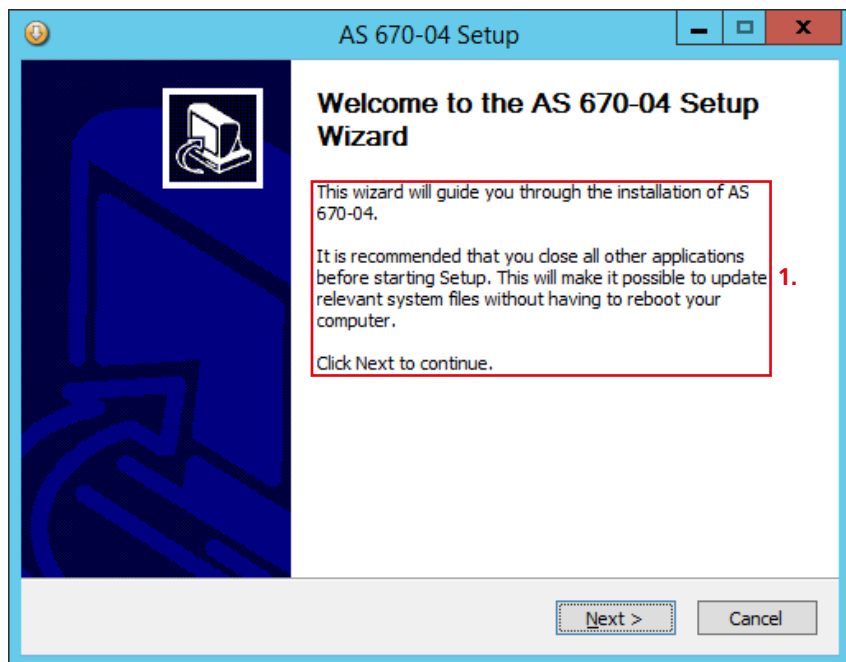 AS 670-04 Setup
Welcome to the AS 670-04 Setup
Wizard
This wizard will guide you through the installation of AS
670-04.
It is recommended that you close all other applications
before starting Setup. This will make it possible to update
relevant system files without having to reboot your
computer.
1.
Click Next to continue.
Next >
Cancel